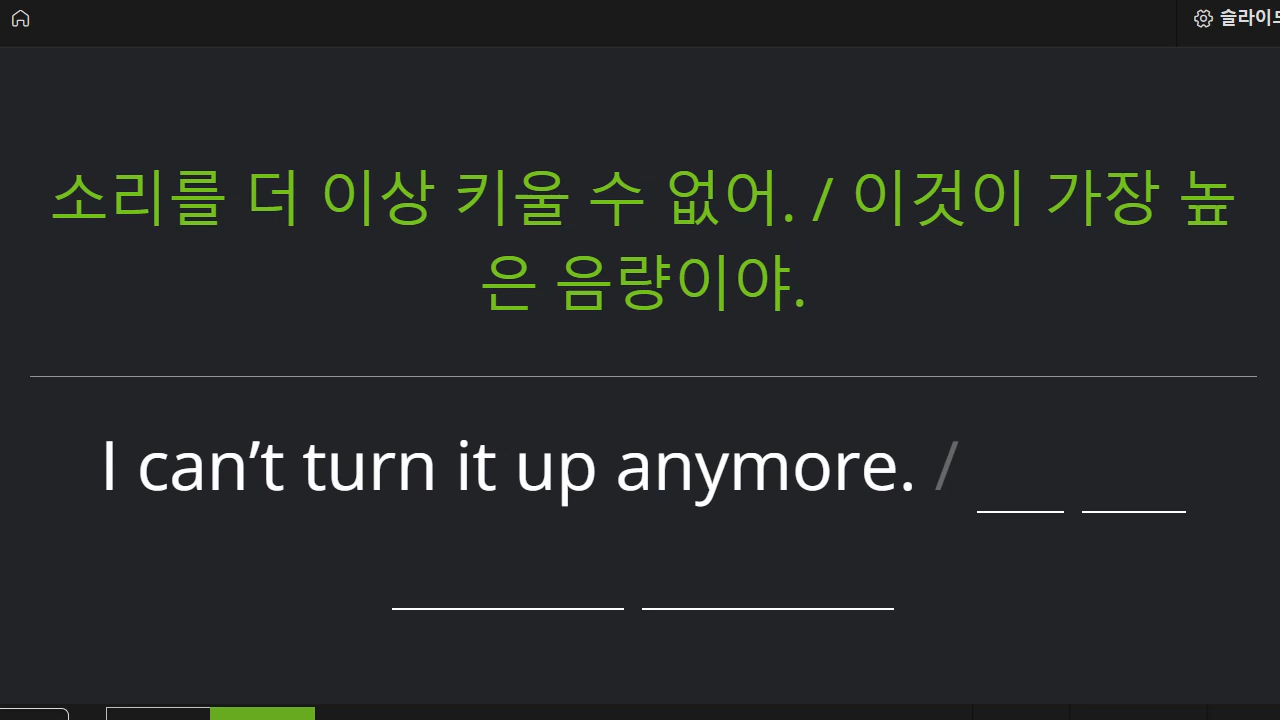 슬라이드
소리를 더 이상 키울 수 없어. / 이것이 가장 높
은 음량이야.
I can’t turn it up anymore. /